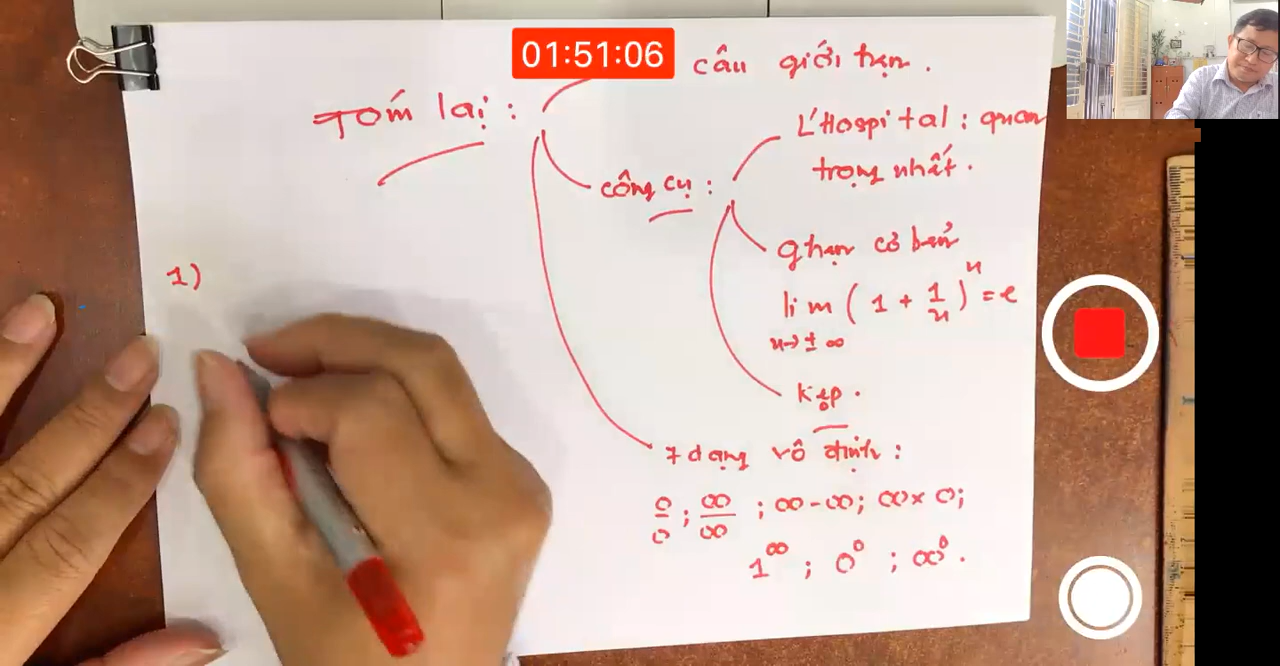 01:51:06
câu giới hạn.
Tóm lại:
L'Hospital: quan
trọng nhất.
công cụ:
ghạn cơ bản
1)
lim (1 + 1/n)^n = e
n→ ± ∞
kẹp.
7 dạng vô định:
0/0 ; ∞/∞ ; ∞-∞; ∞ x 0;
1^∞ ; 0^0 ; ∞^0.